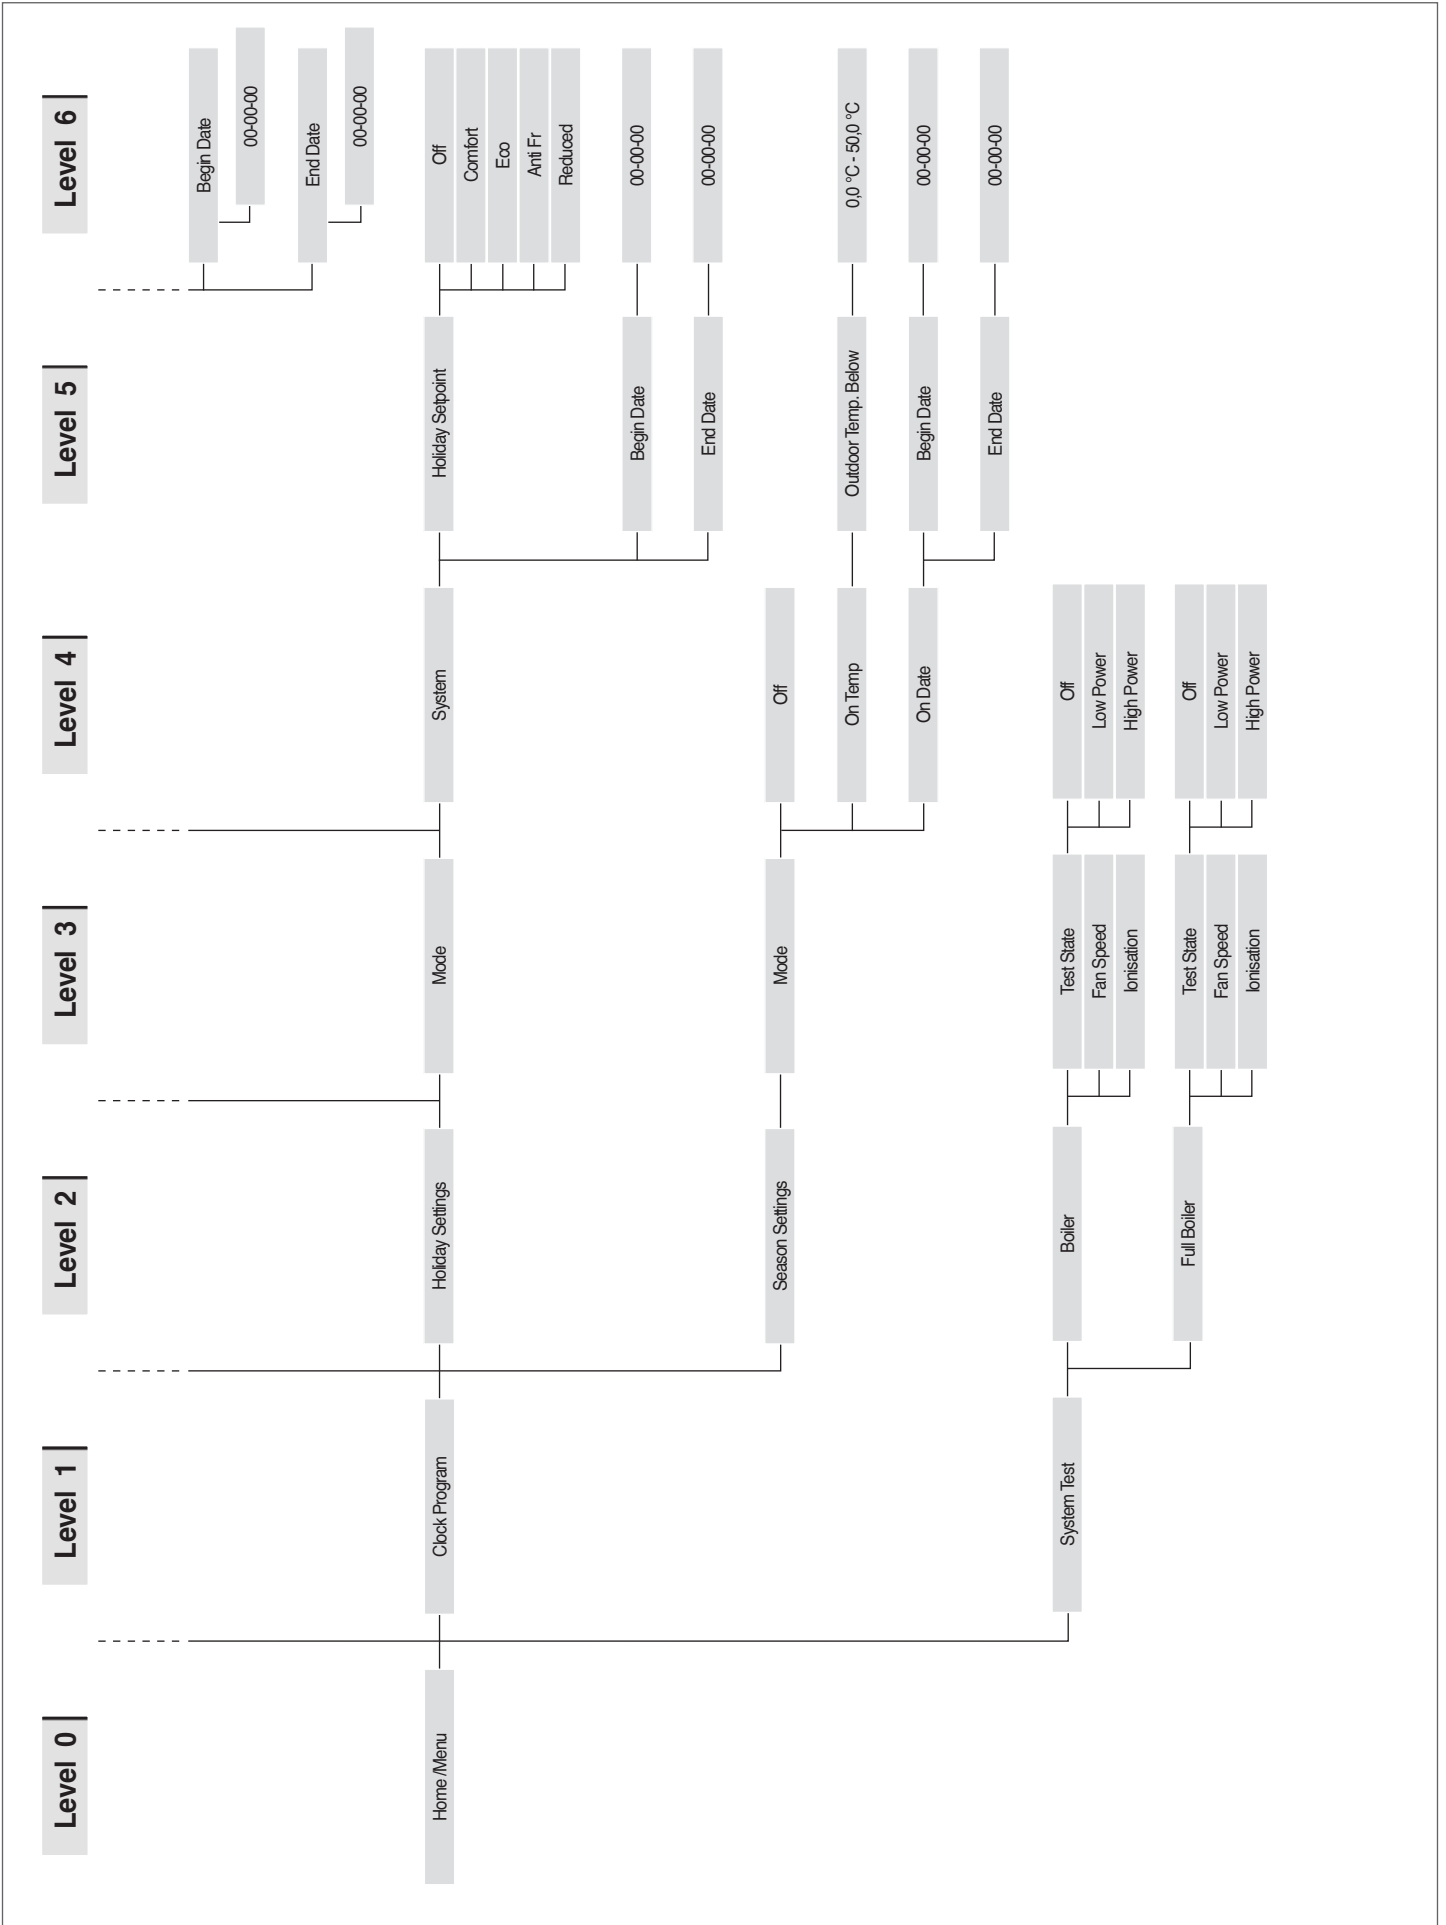 Level 0
Level 1
Level 2
Level 3
Level 4
Level 5
Level 6
Begin Date
00-00-00
End Date
00-00-00
Home /Menu
Clock Program
Holiday Settings
Mode
System
Holiday Setpoint
Off
Comfort
Eco
Anti Fr
Reduced
Begin Date
00-00-00
End Date
00-00-00
Season Settings
Mode
Off
On Temp
Outdoor Temp. Below
0,0 °C - 50,0 °C
On Date
Begin Date
00-00-00
End Date
00-00-00
System Test
Boiler
Test State
Off
Fan Speed
Low Power
Ionisation
High Power
Full Boiler
Test State
Off
Fan Speed
Low Power
Ionisation
High Power